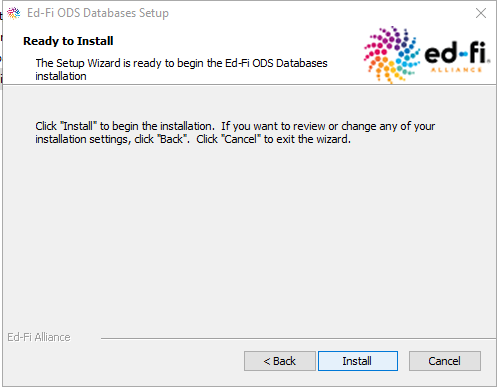 Ed-Fi ODS Databases Setup
Ready to Install
The Setup Wizard is ready to begin the Ed-Fi ODS Databases
installation
ed-fi
ALLIANCE
Click "Install" to begin the installation. If you want to review or change any of your
installation settings, click "Back". Click "Cancel" to exit the wizard.
Ed-Fi Alliance
< Back
Install
Cancel